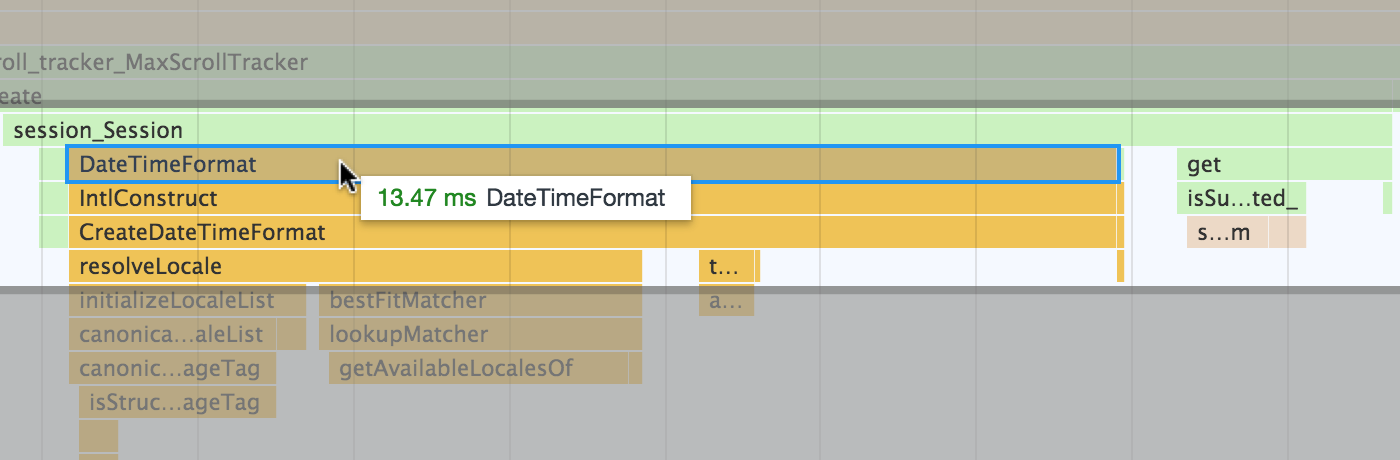 roll_tracker_MaxScrollTracker
eate
session_Session
DateTimeFormat get
13.47 ms DateTimeFormat
IntlConstruct isSu...ted_
CreateDateTimeFormat s...m
resolveLocale t...
initializeLocaleList bestFitMatcher a...
canonica...aleList lookupMatcher
canonic...ageTag getAvailableLocalesOf
isStruc...ageTag